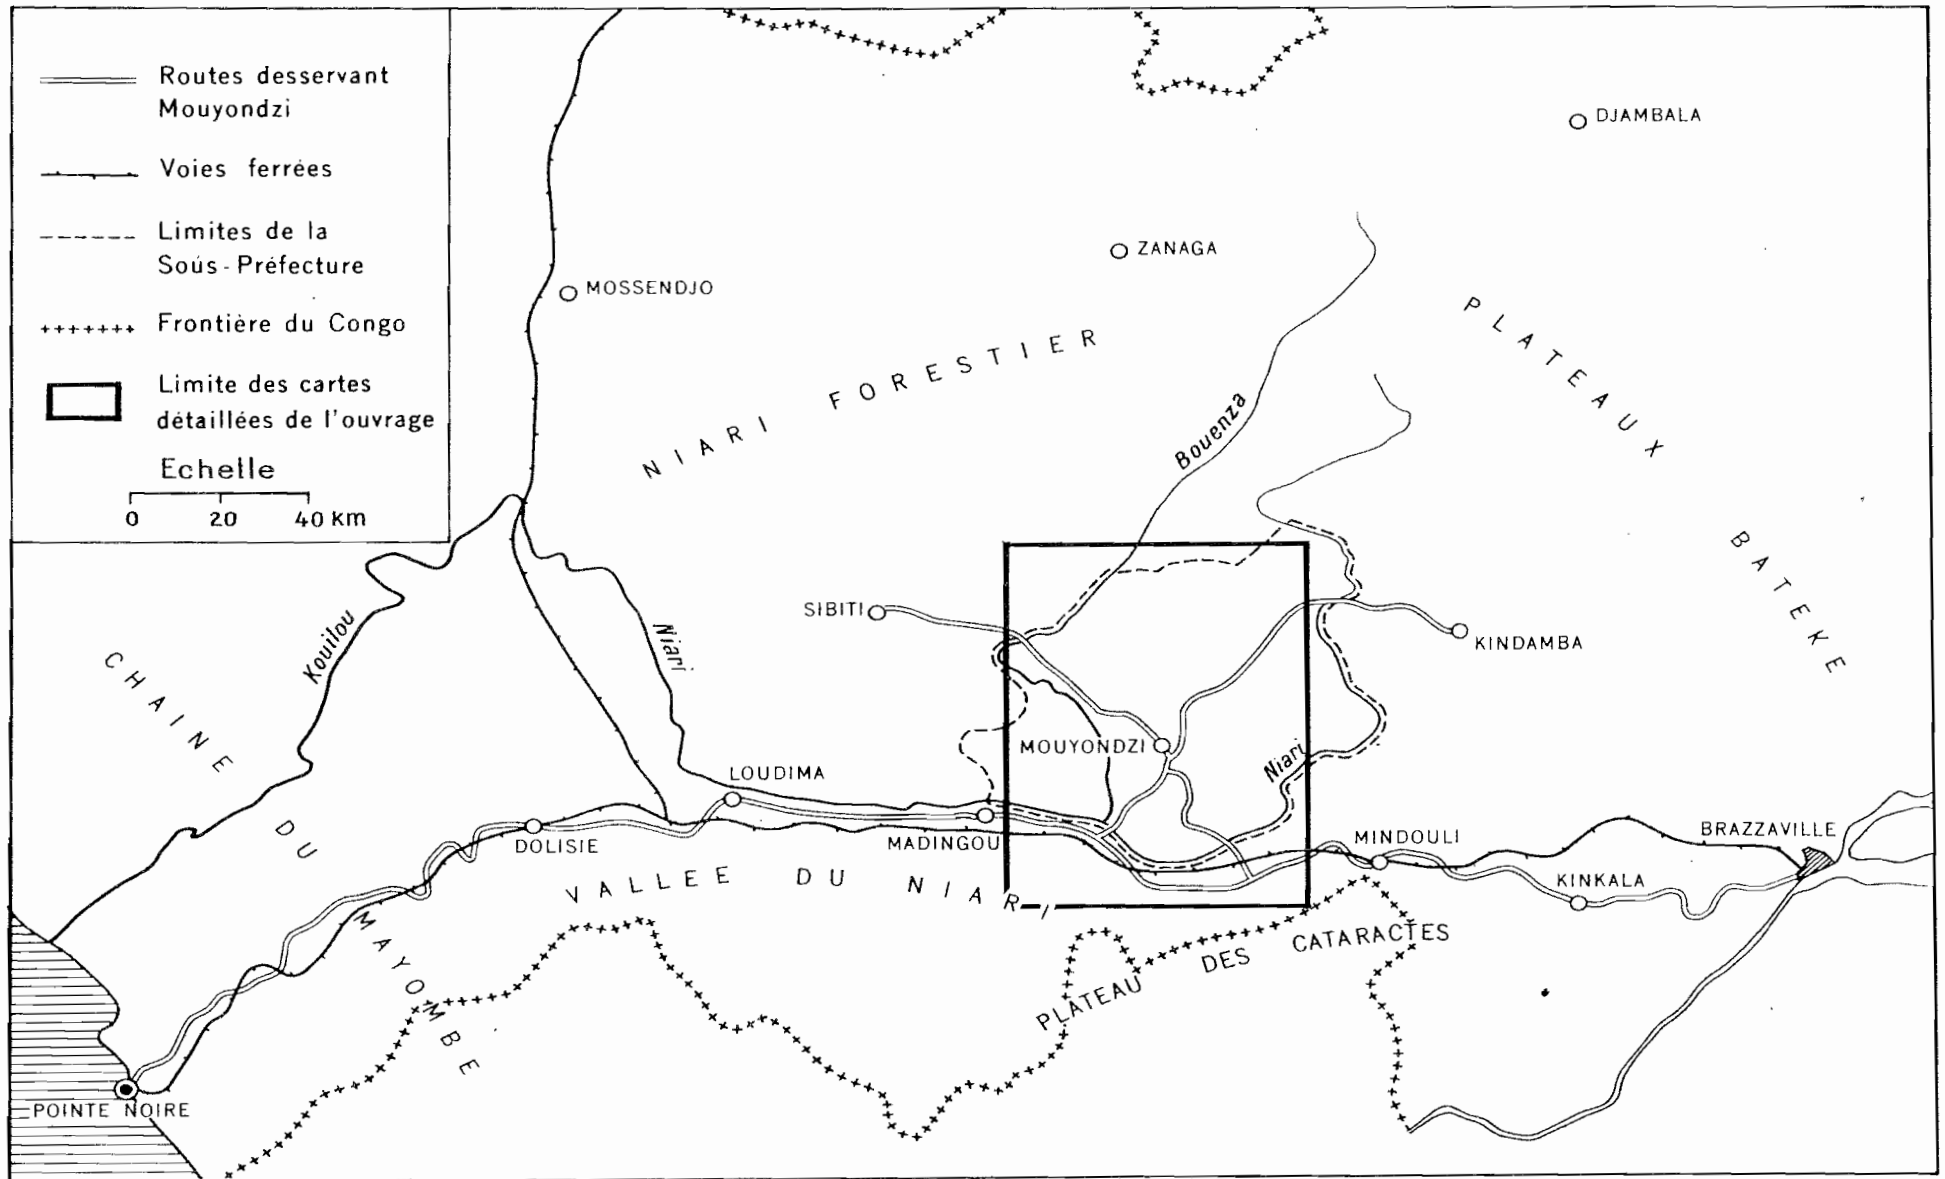 Routes desservant
Mouyondzi
Voies ferrées
Limites de la
Soús-Préfecture
Frontière du Congo
Limite des cartes
détaillées de l'ouvrage
Echelle
0 20 40 km
DJAMBALA
ZANAGA
MOSSENDJO
PLATEAUX BATEKE
NIARI FORESTIER
Bouenza
SIBITI
KINDAMBA
Kouilou
Niari
CHAINE DU MAYOMBE
MOUYONDZI
Niari
LOUDIMA
DOLISIE
MADINGOU
MINDOULI
BRAZZAVILLE
KINKALA
VALLEE DU NIARI
PLATEAU DES CATARACTES
POINTE NOIRE